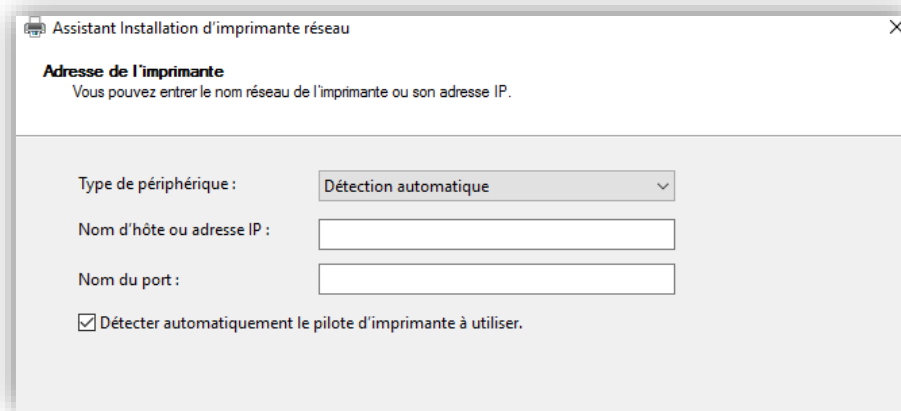 Assistant Installation d'imprimante réseau
Adresse de l'imprimante
Vous pouvez entrer le nom réseau de l'imprimante ou son adresse IP.
Type de périphérique :
Détection automatique
Nom d'hôte ou adresse IP :
Nom du port :
Détecter automatiquement le pilote d'imprimante à utiliser.